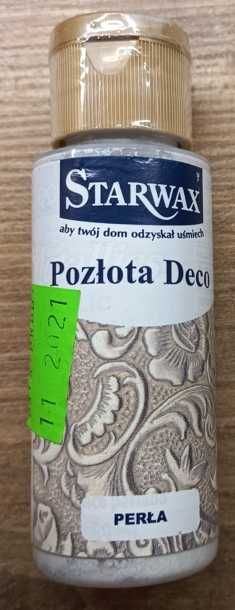 STARWAX
aby twój dom odzyskał uśmiech
Pozłota Deco
11 2021
PERŁA